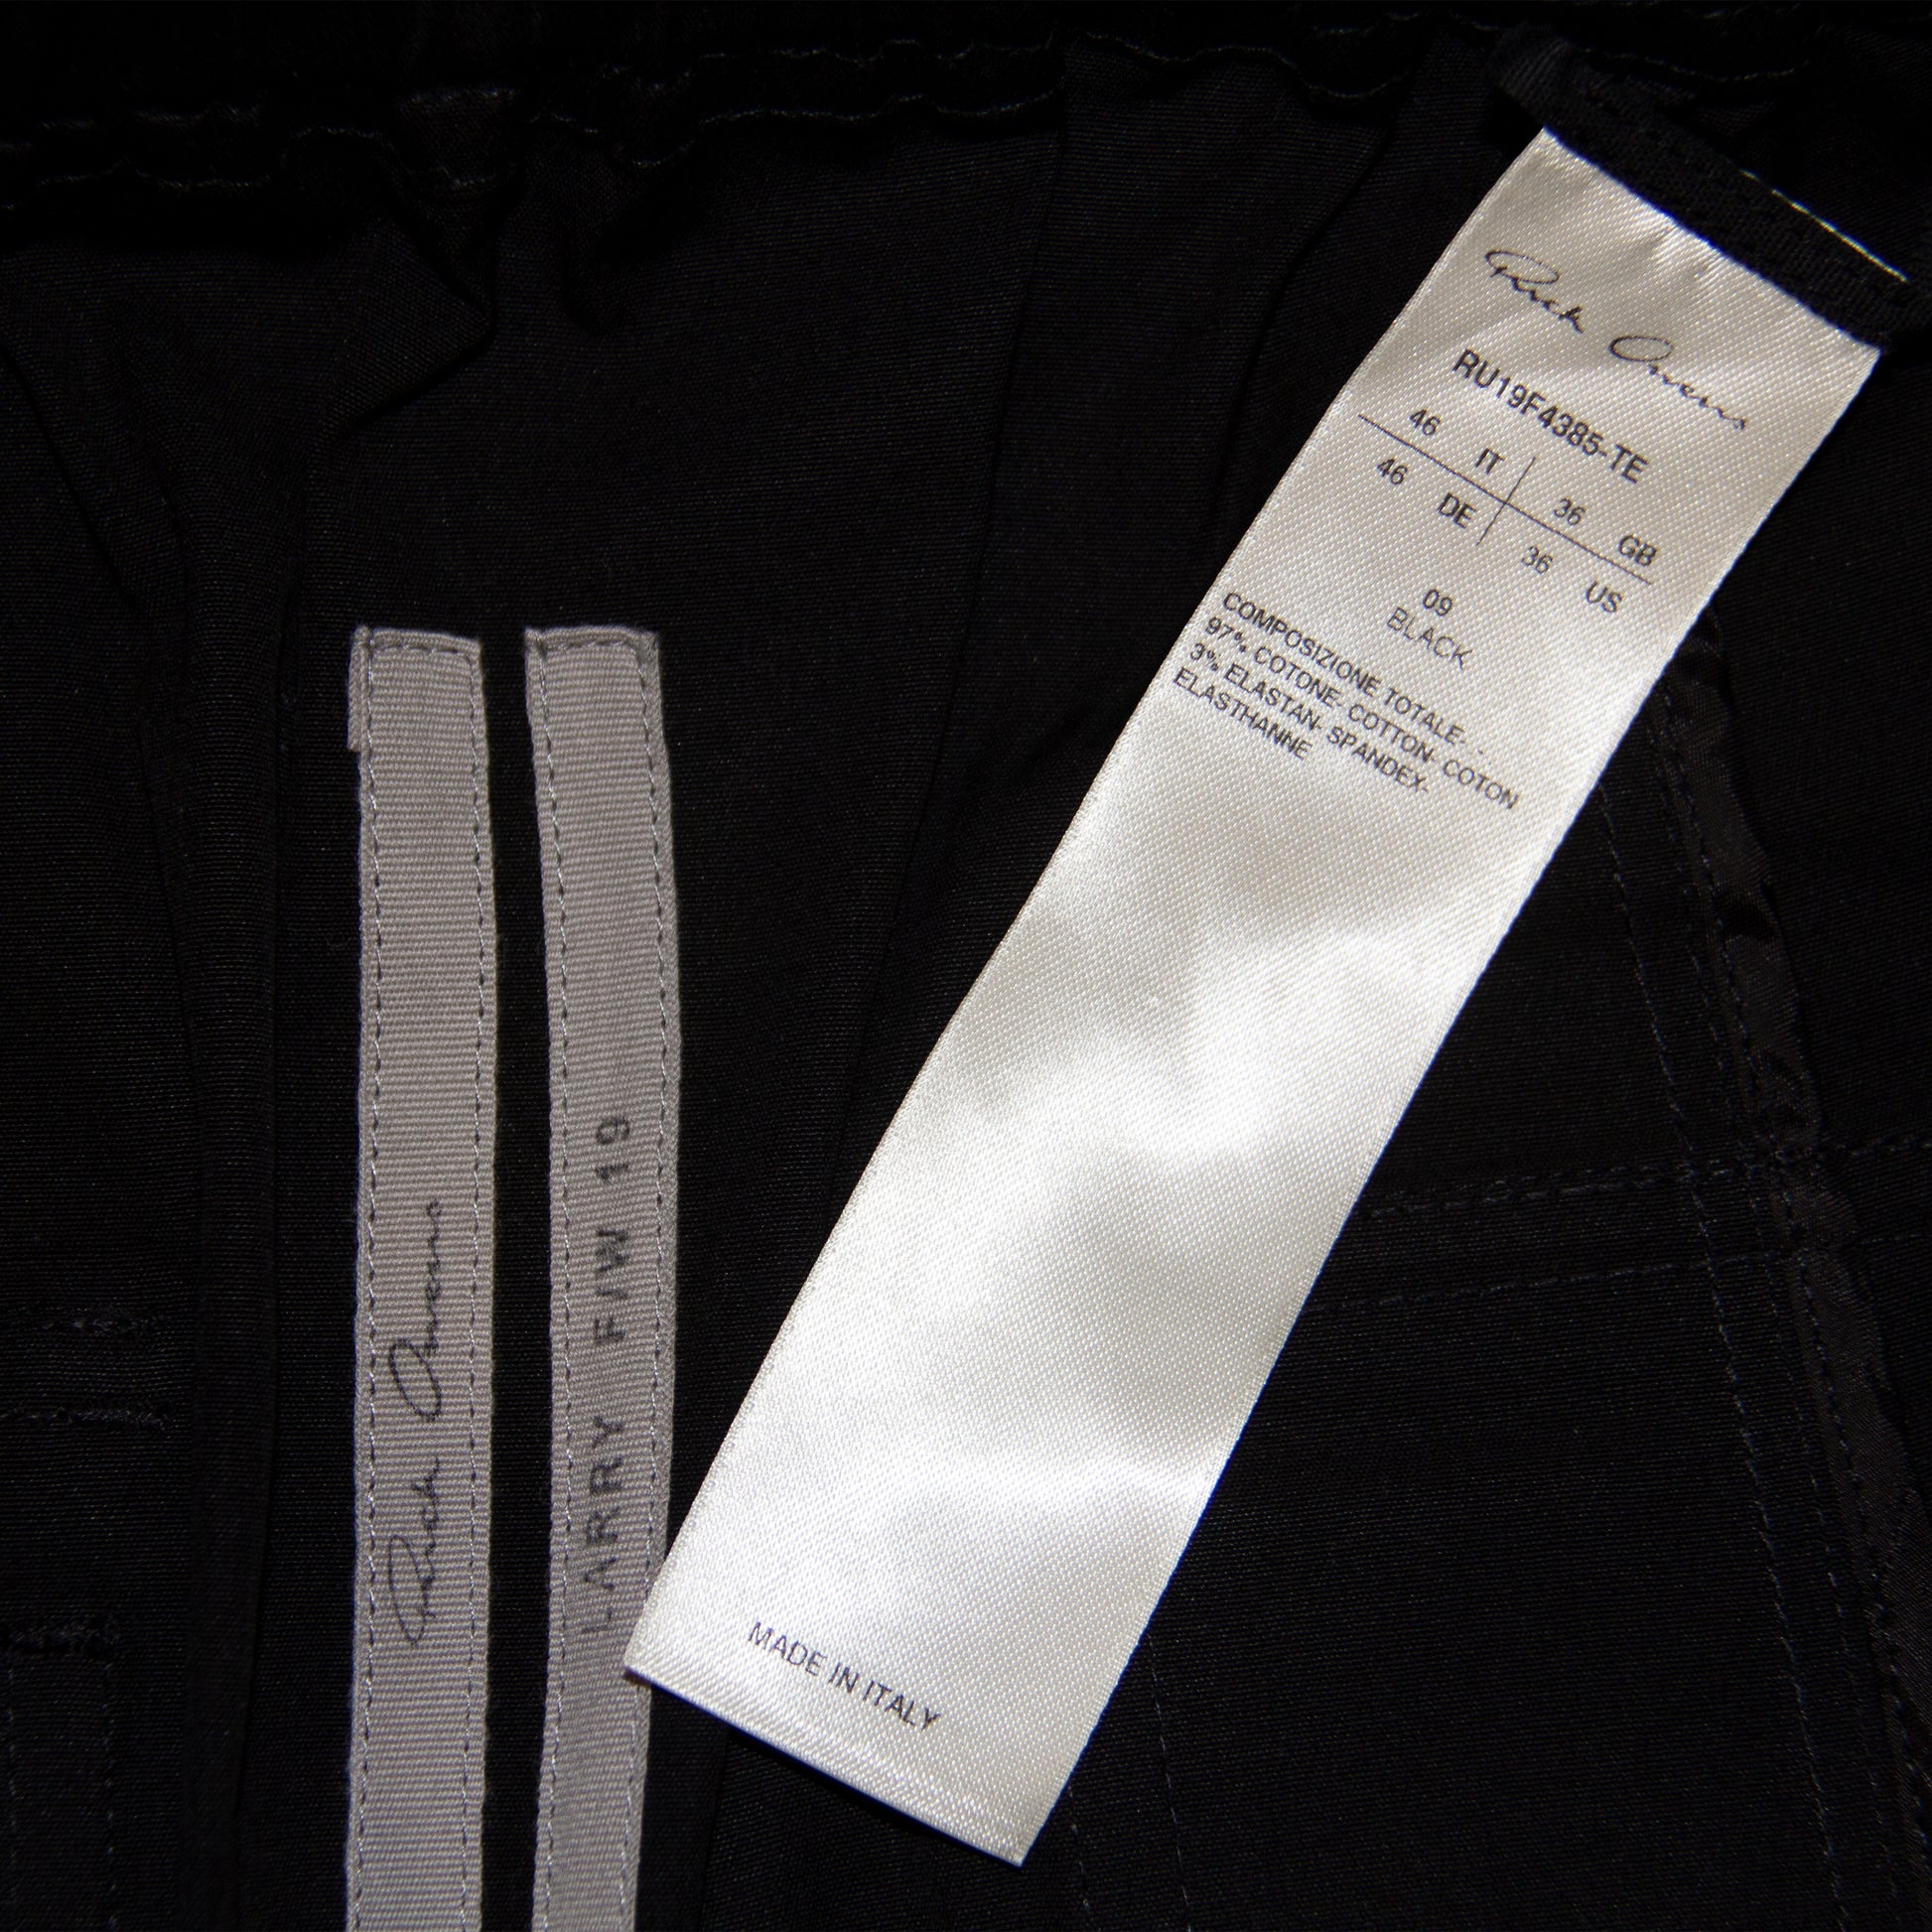 Rick Owens
LARRY F/W 19
Rick Owens
RU19F4385-TE
46 IT 36 GB
46 DE 36 US
09
BLACK
COMPOSIZIONE TOTALE- -
97% COTONE- COTTON- COTON
3% ELASTAN- SPANDEX-
ELASTHANNE
MADE IN ITALY